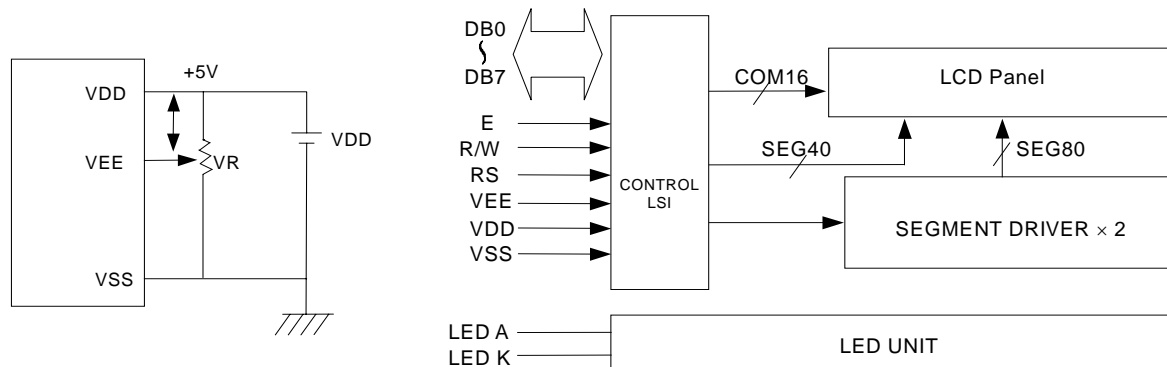 +5V
VDD
VEE
VR
VDD
VSS
DB0
DB7
E
R/W
RS
VEE
VDD
VSS
CONTROL
LSI
COM16
SEG40
SEG80
LCD Panel
SEGMENT DRIVER × 2
LED A
LED K
LED UNIT